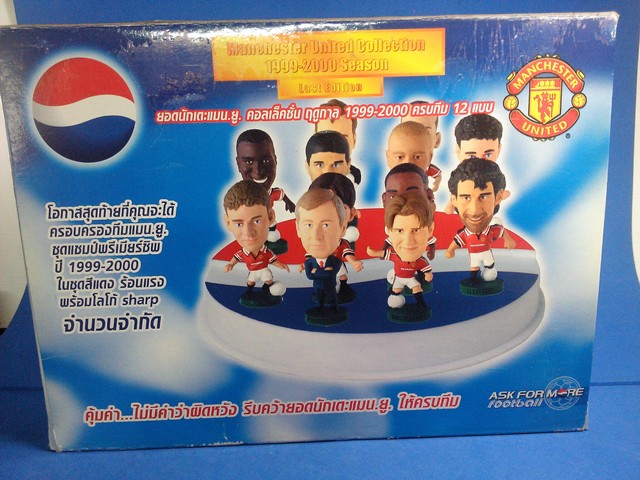 Manchester United Collection
1999-2000 Season
Last Edition
ยอดนักเตะแมน.ยู. คอลเล็คชั่น ฤดูกาล 1999-2000 ครบทีม 12 แบบ
MANCHESTER
UNITED
โอกาสสุดท้ายที่คุณจะได้
ครอบครองทีมแมน.ยู.
ชุดแชมป์พรีเมียร์ชิพ
ปี 1999-2000
ในชุดสีแดง ร้อนแรง
พร้อมโลโก้ sharp
จำนวนจำกัด
คุ้มค่า...ไม่มีคำว่าผิดหวัง รีบคว้ายอดนักเตะแมน.ยู. ให้ครบทีม
ASK FOR MORE
football